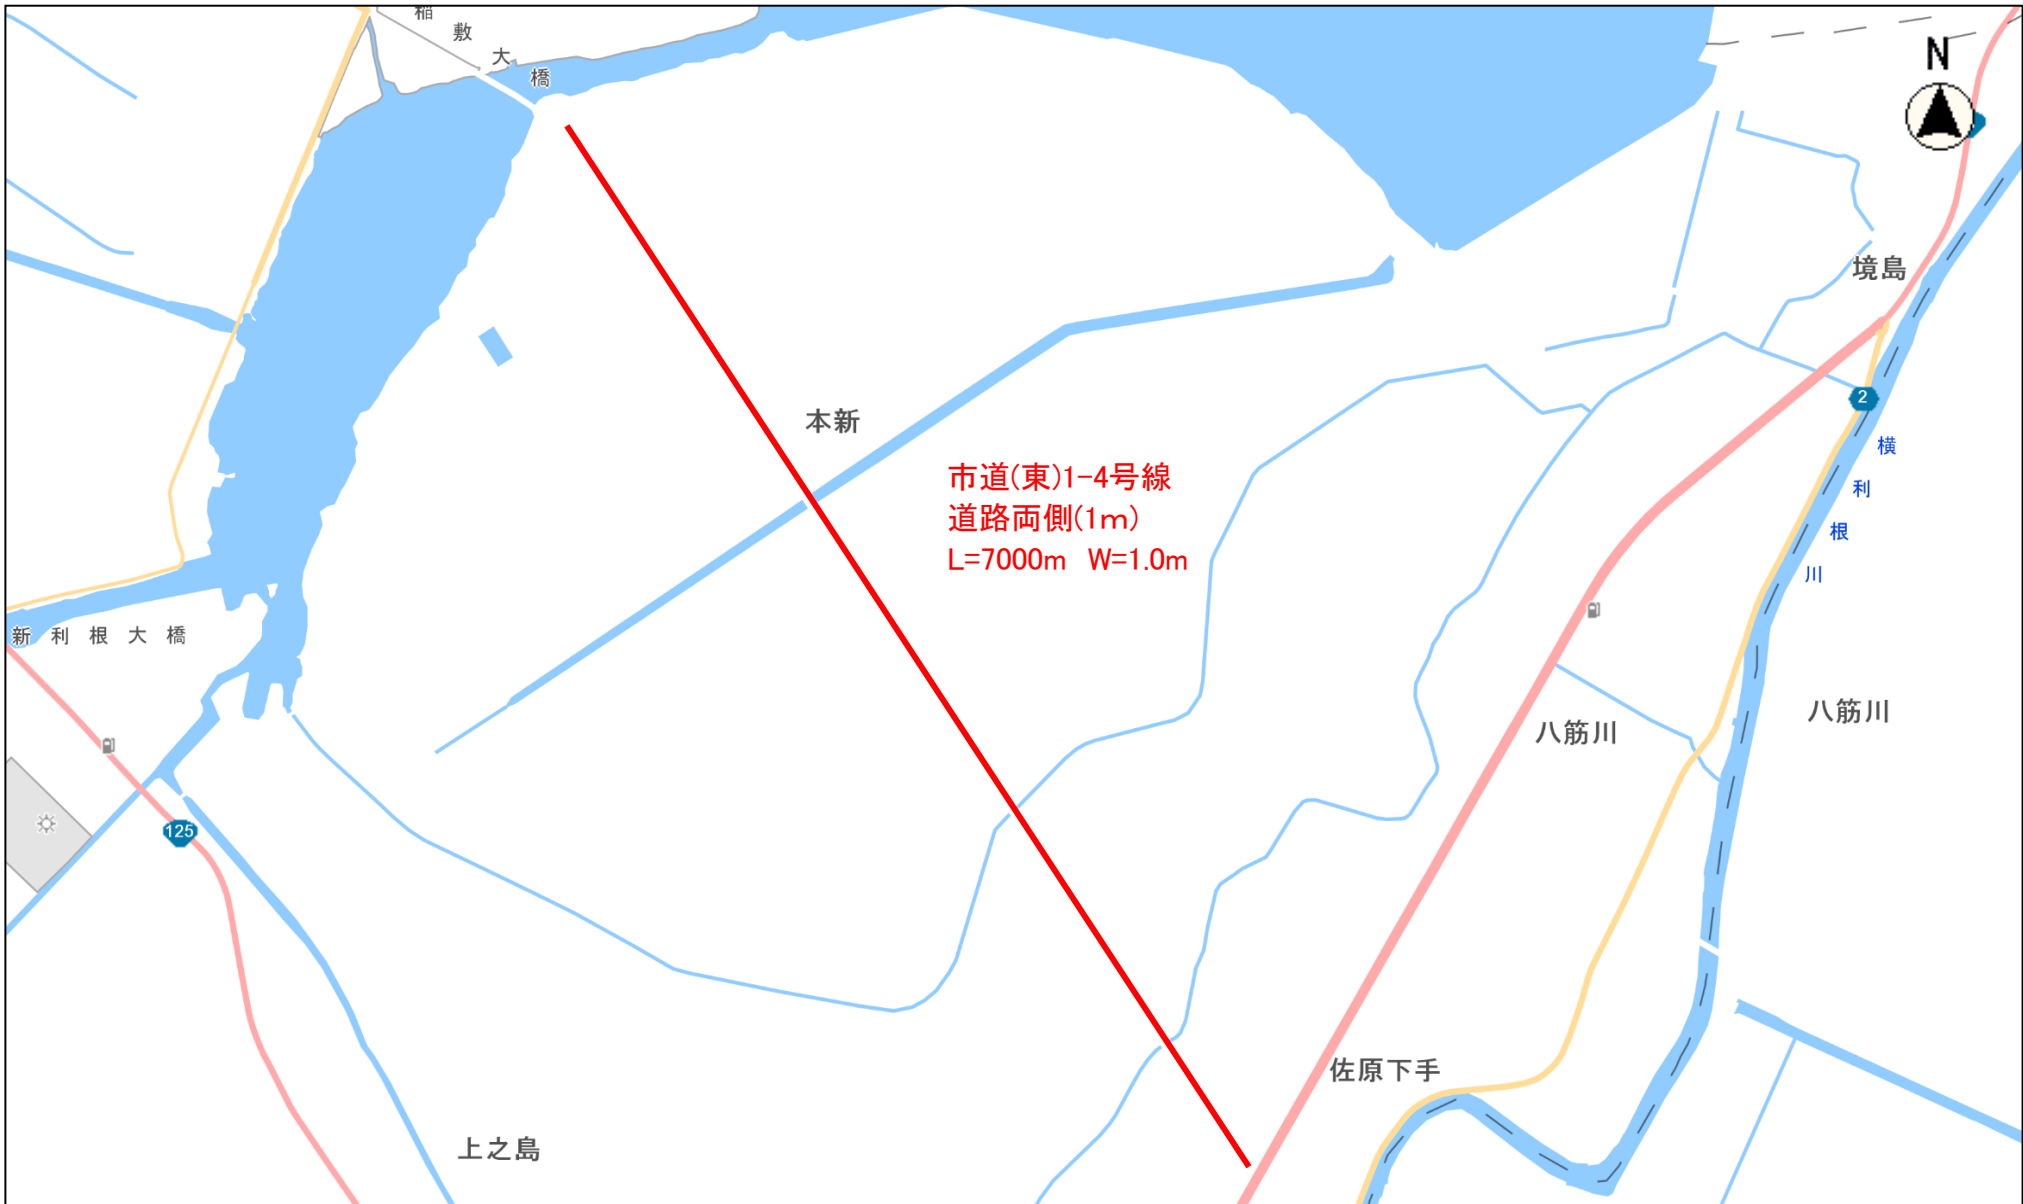 稲敷大橋
N
境島
2
横利根川
本新
市道(東)1-4号線
道路両側(1m)
L=7000m W=1.0m
新利根大橋
八筋川
八筋川
125
佐原下手
上之島